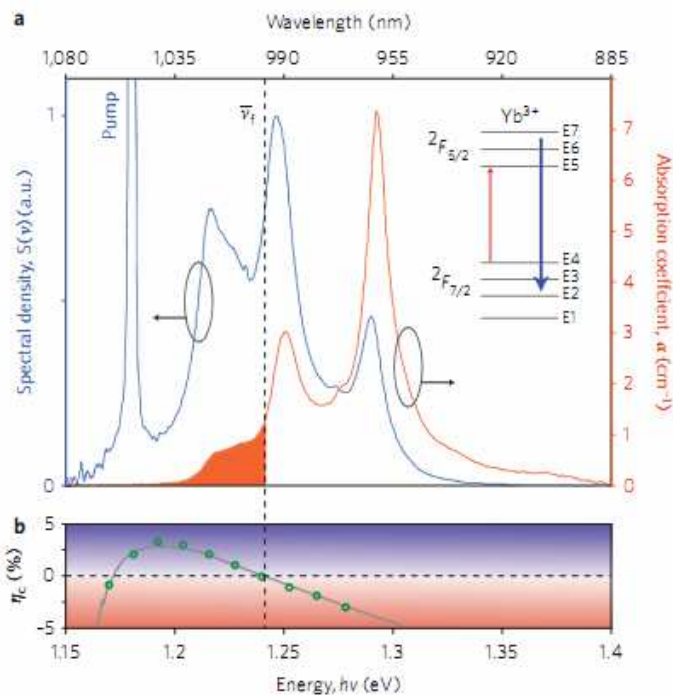 a
Wavelength (nm)
1,080 1,035 990 955 920 885
Pump
ν̅f
Yb3+
2F5/2
E7
E6
E5
2F7/2
E4
E3
E2
E1
Spectral density, S(ν) (a.u.)
1
0
Absorption coeffcient, α (cm−1)
7
6
5
4
3
2
1
0
b
ηc (%)
5
0
−5
1.15 1.2 1.25 1.3 1.35 1.4
Energy, hν (eV)